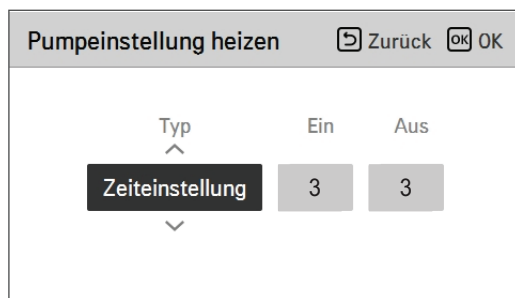 Pumpeinstellung heizen Zurück OK OK
Typ Ein Aus
Zeiteinstellung 3 3